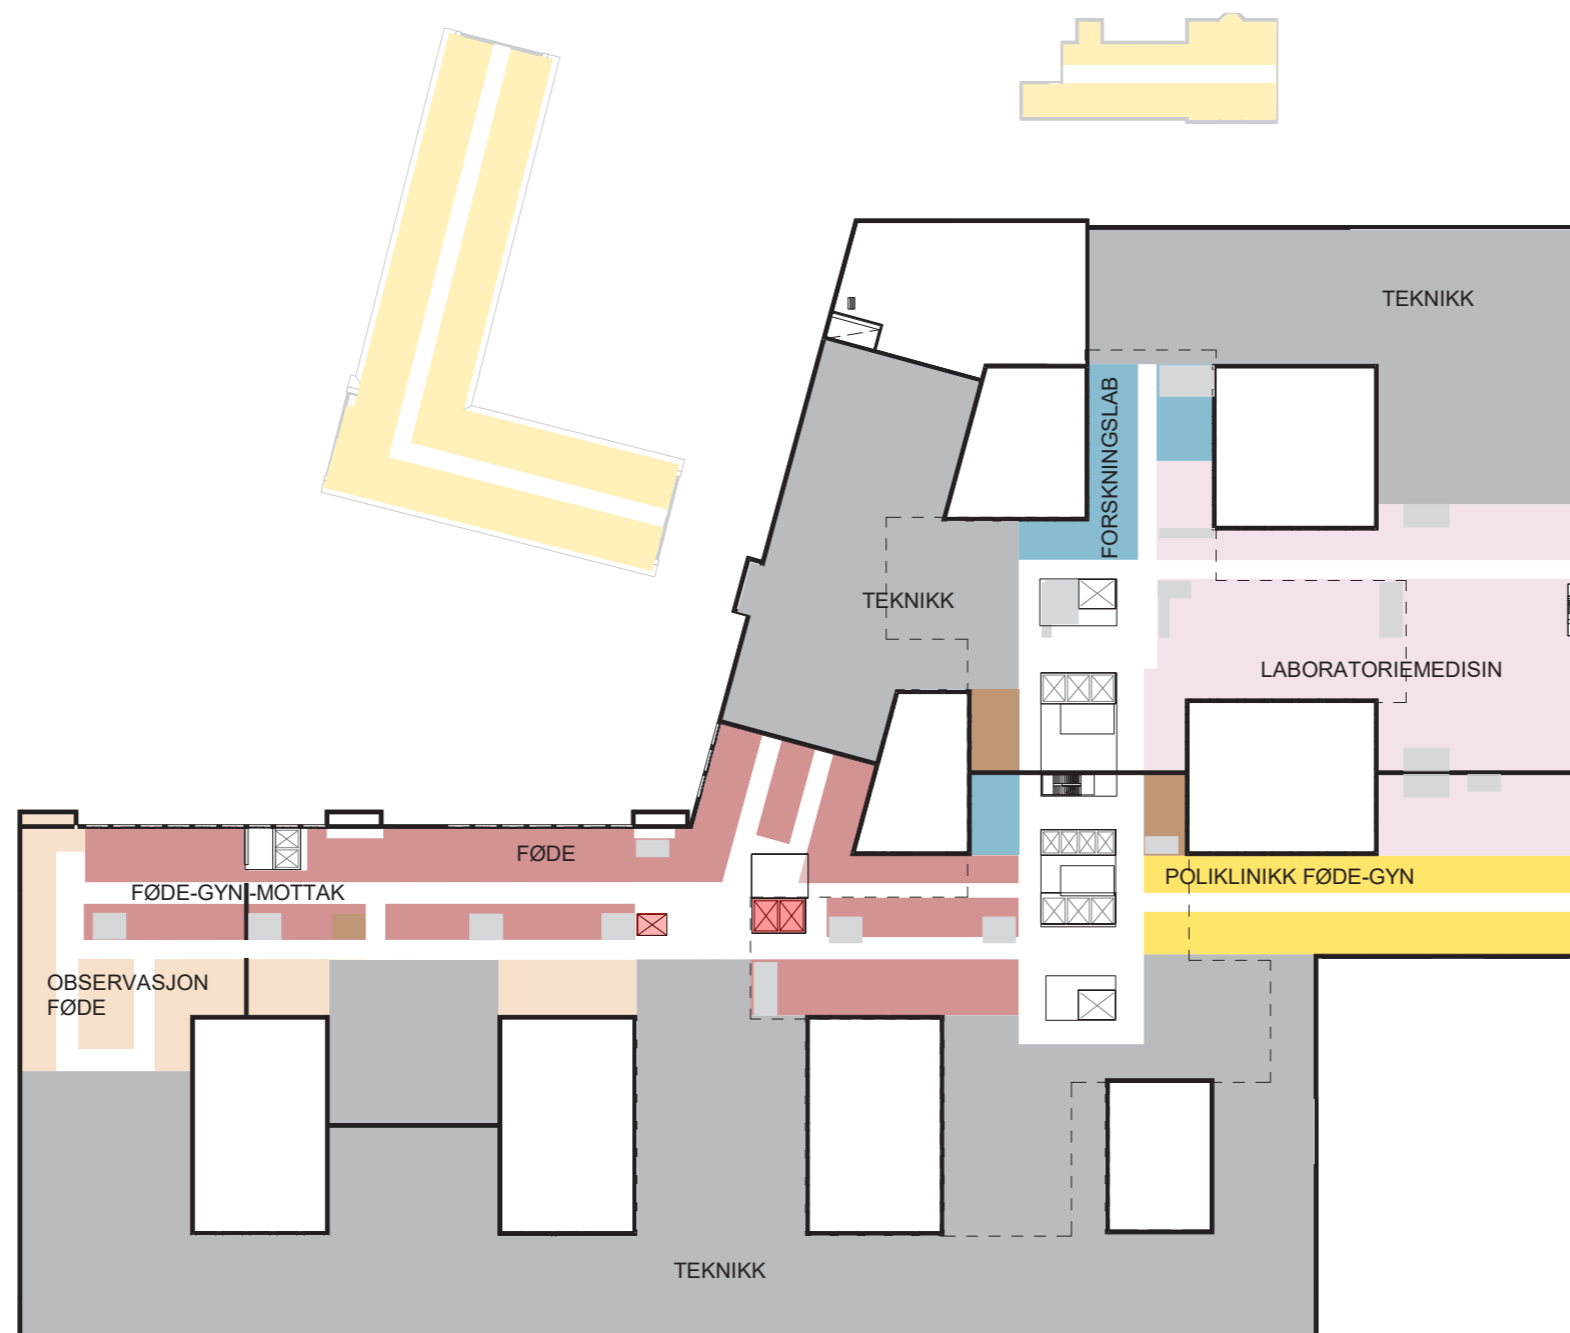 TEKNIKK
FORSKNINGSLAB
TEKNIKK
LABORATORIEMEDISIN
FØDE
POLIKLINIKK FØDE-GYN
FØDE-GYN-MOTTAK
OBSERVASJON
FØDE
TEKNIKK